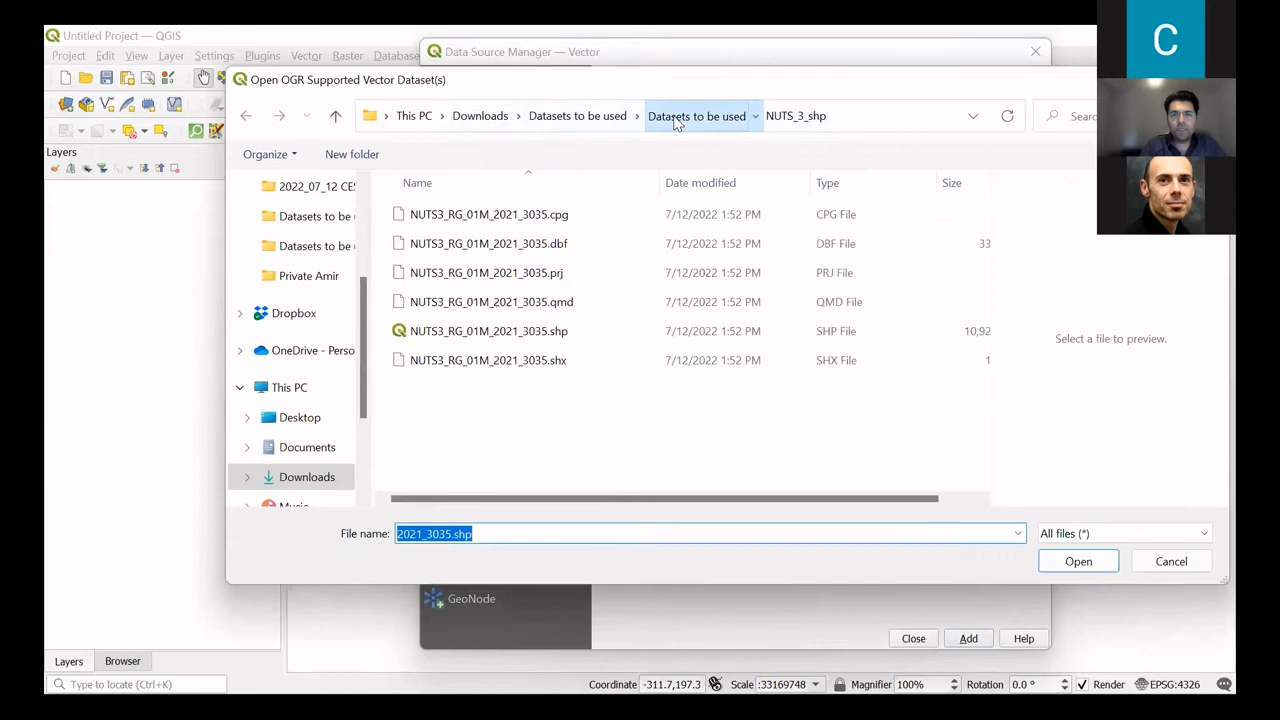 Untitled Project — QGIS
Project Edit View Layer Settings Plugins Vector Raster Database
Layers
Data Source Manager — Vector
Open OGR Supported Vector Dataset(s)
This PC Downloads Datasets to be used Datasets to be used NUTS_3_shp
Organize New folder
2022_07_12 CES
Datasets to be
Datasets to be
Private Amir
Dropbox
OneDrive - Perso
This PC
Desktop
Documents
Downloads
Name Date modified Type Size
NUTS3_RG_01M_2021_3035.cpg 7/12/2022 1:52 PM CPG File
NUTS3_RG_01M_2021_3035.dbf 7/12/2022 1:52 PM DBF File 33
NUTS3_RG_01M_2021_3035.prj 7/12/2022 1:52 PM PRJ File
NUTS3_RG_01M_2021_3035.qmd 7/12/2022 1:52 PM QMD File
NUTS3_RG_01M_2021_3035.shp 7/12/2022 1:52 PM SHP File 10,92
NUTS3_RG_01M_2021_3035.shx 7/12/2022 1:52 PM SHX File 1
Select a file to preview.
File name: 2021_3035.shp All files (*)
Open Cancel
GeoNode
Close Add Help
Layers Browser
Type to locate (Ctrl+K) Coordinate -311.7,197.3 Scale :33169748 Magnifier 100% Rotation 0.0 ° Render EPSG:4326
C